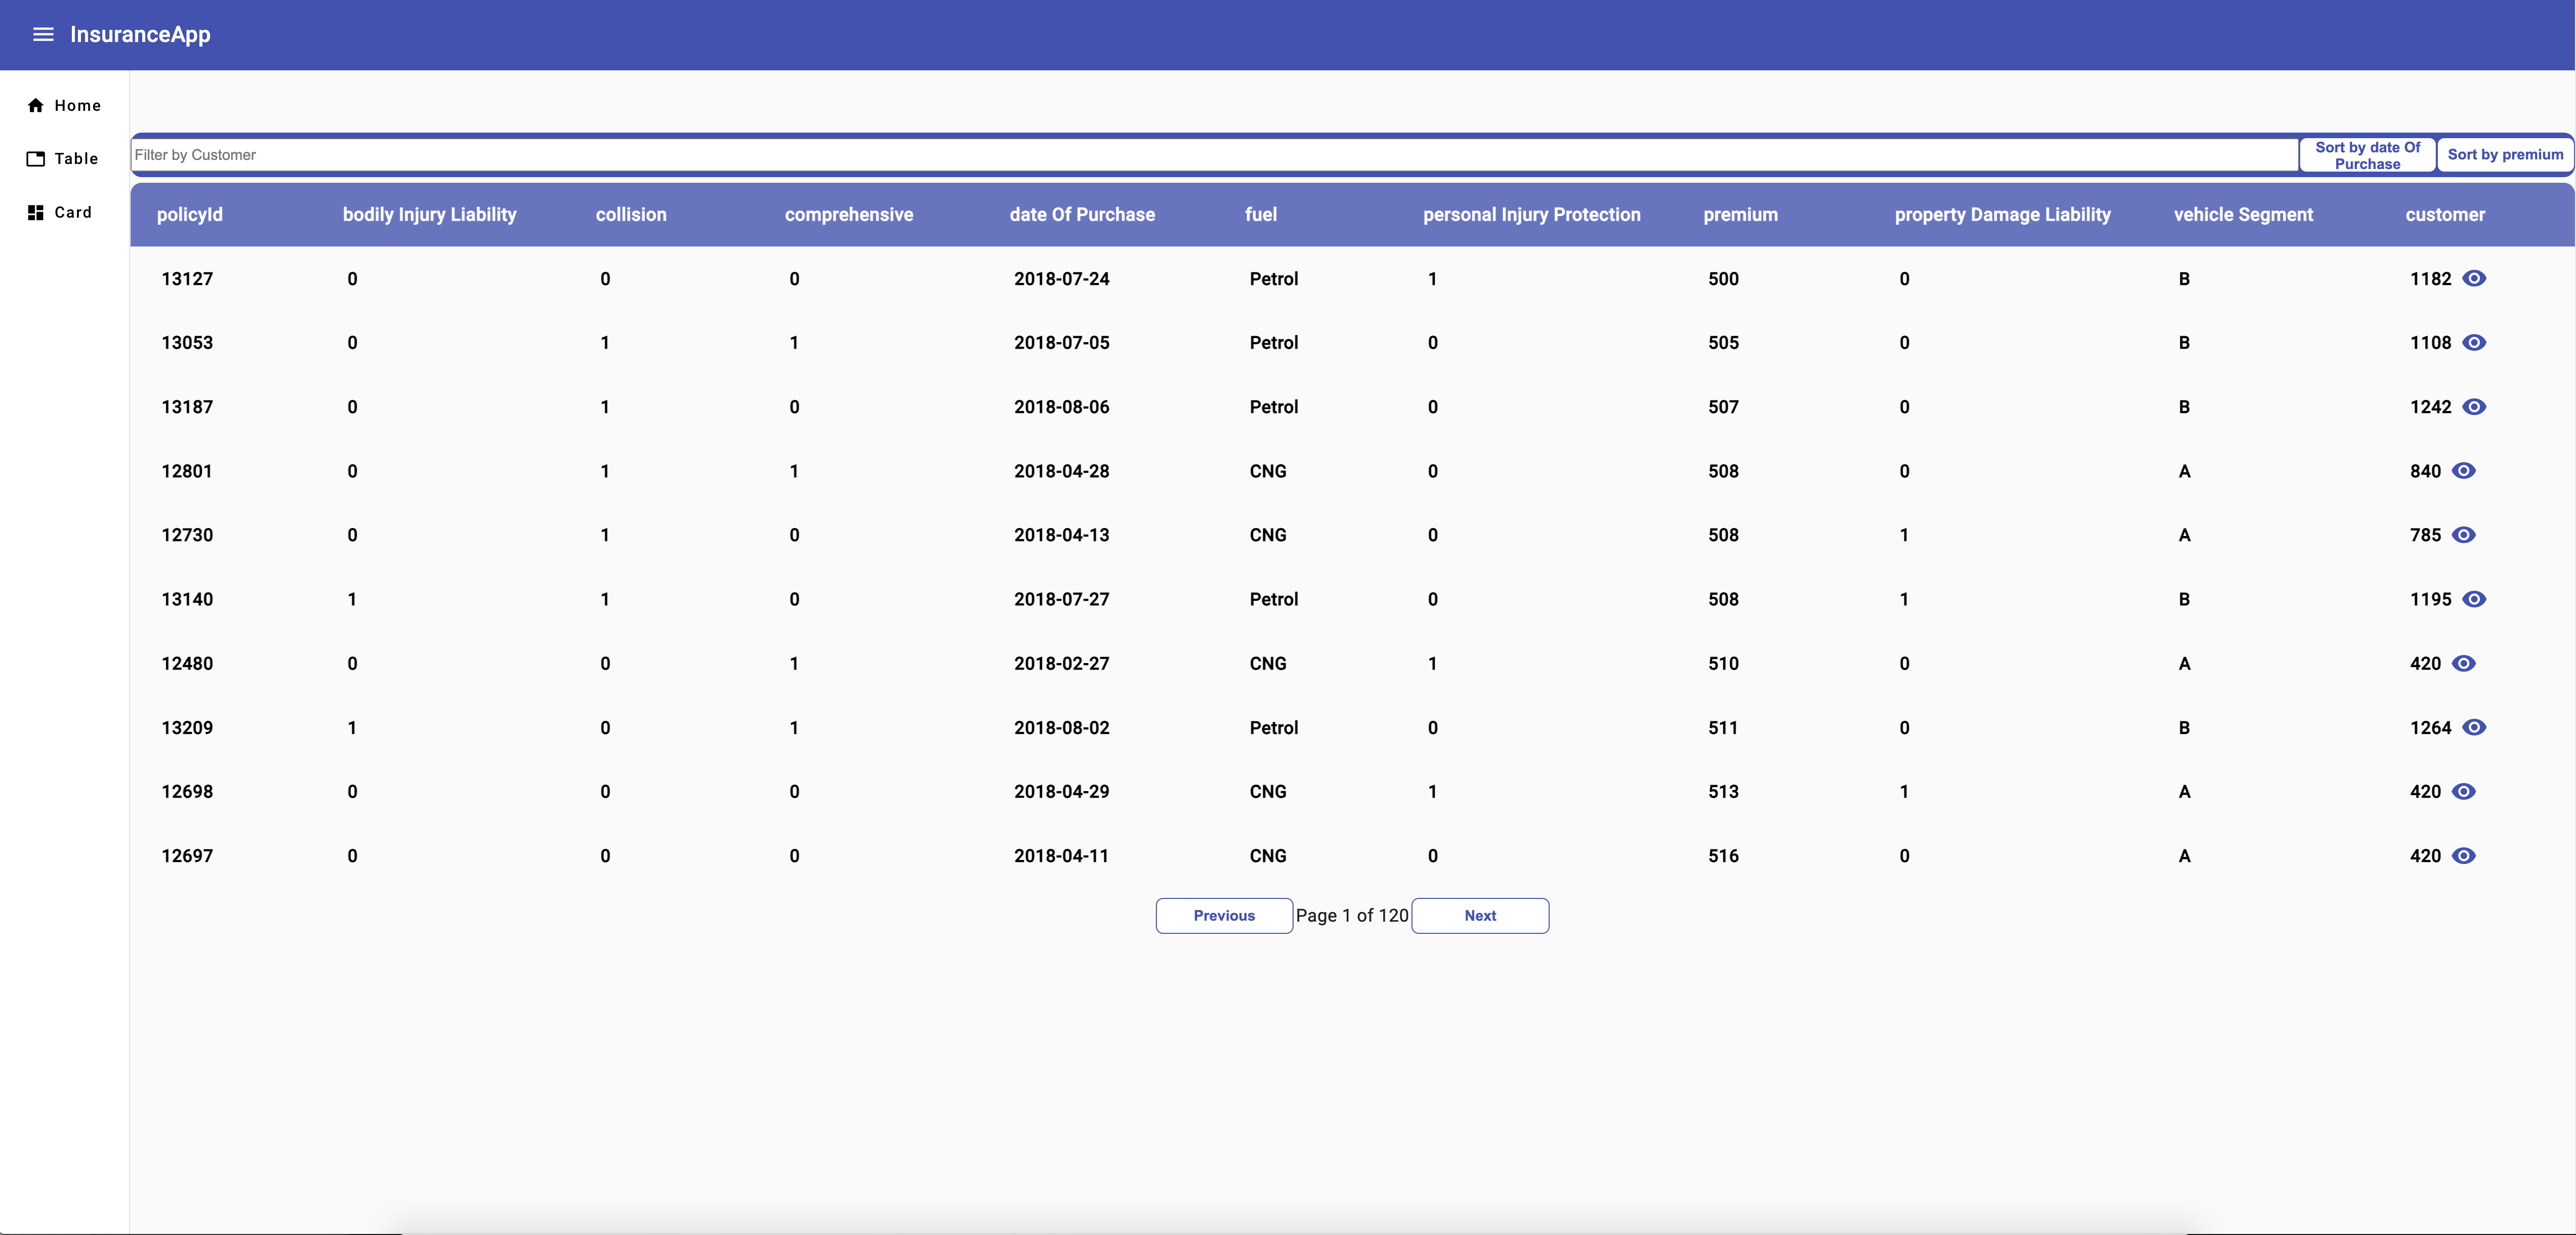 InsuranceApp
Home
Table
Card
Filter by Customer
Sort by date Of
Purchase
Sort by premium
policyId bodily Injury Liability collision comprehensive date Of Purchase fuel personal Injury Protection premium property Damage Liability vehicle Segment customer
13127 0 0 0 2018-07-24 Petrol 1 500 0 B 1182
13053 0 1 1 2018-07-05 Petrol 0 505 0 B 1108
13187 0 1 0 2018-08-06 Petrol 0 507 0 B 1242
12801 0 1 1 2018-04-28 CNG 0 508 0 A 840
12730 0 1 0 2018-04-13 CNG 0 508 1 A 785
13140 1 1 0 2018-07-27 Petrol 0 508 1 B 1195
12480 0 0 1 2018-02-27 CNG 1 510 0 A 420
13209 1 0 1 2018-08-02 Petrol 0 511 0 B 1264
12698 0 0 0 2018-04-29 CNG 1 513 1 A 420
12697 0 0 0 2018-04-11 CNG 0 516 0 A 420
Previous Page 1 of 120 Next